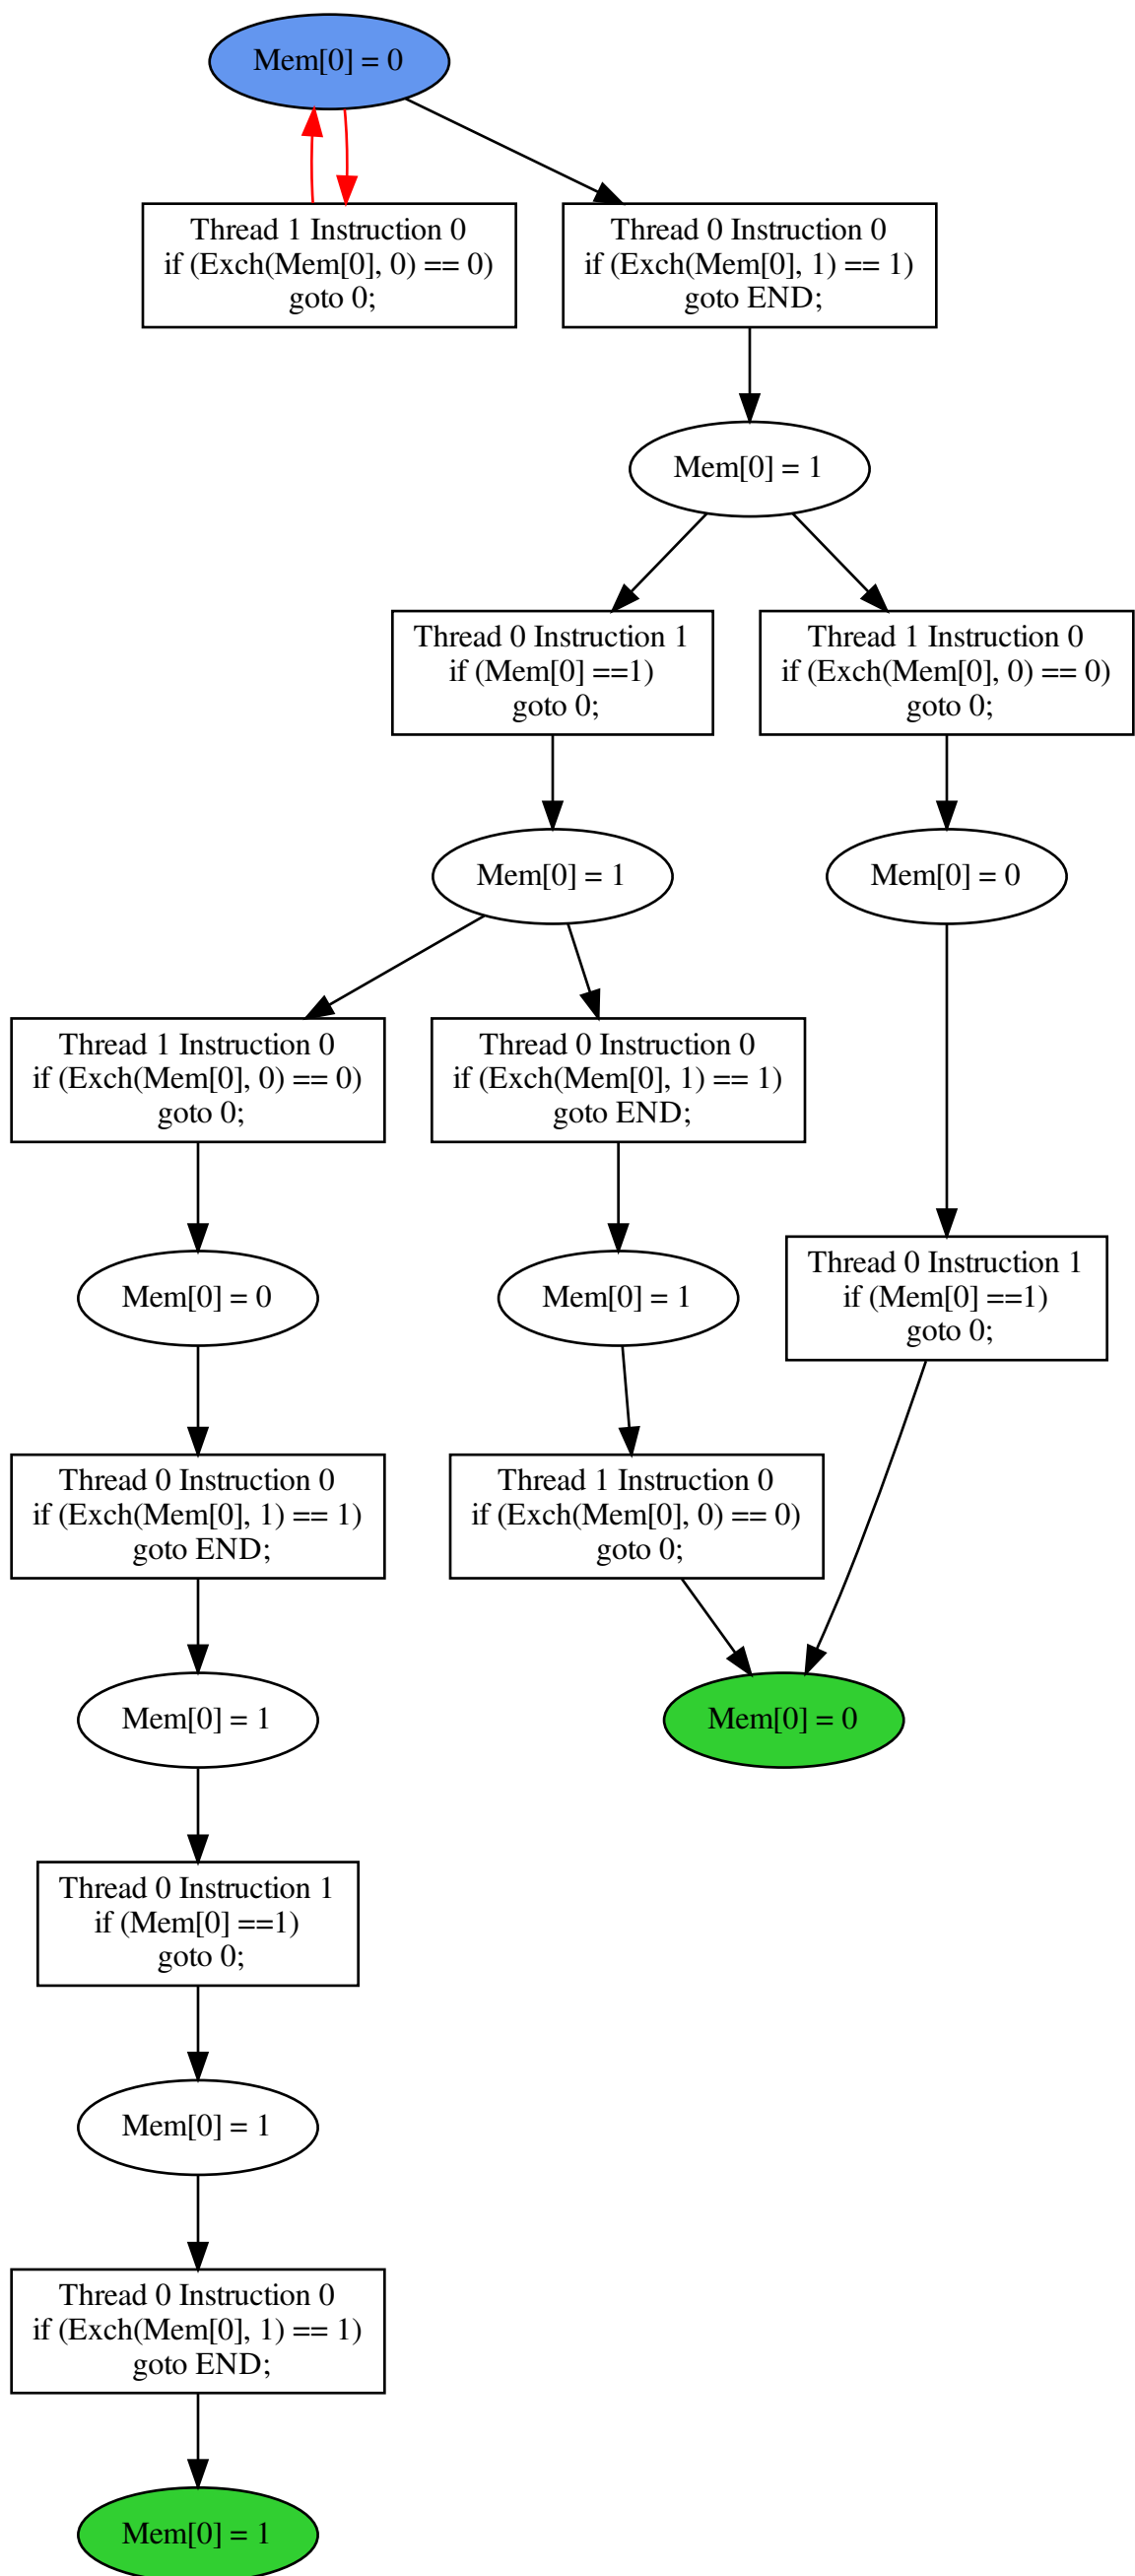 Mem[0] = 0
Thread 1 Instruction 0
if (Exch(Mem[0], 0) == 0)
goto 0;
Thread 0 Instruction 0
if (Exch(Mem[0], 1) == 1)
goto END;
Mem[0] = 1
Thread 0 Instruction 1
if (Mem[0] ==1)
goto 0;
Thread 1 Instruction 0
if (Exch(Mem[0], 0) == 0)
goto 0;
Mem[0] = 1
Mem[0] = 0
Thread 1 Instruction 0
if (Exch(Mem[0], 0) == 0)
goto 0;
Thread 0 Instruction 0
if (Exch(Mem[0], 1) == 1)
goto END;
Mem[0] = 0
Mem[0] = 1
Thread 0 Instruction 1
if (Mem[0] ==1)
goto 0;
Thread 0 Instruction 0
if (Exch(Mem[0], 1) == 1)
goto END;
Thread 1 Instruction 0
if (Exch(Mem[0], 0) == 0)
goto 0;
Mem[0] = 1
Mem[0] = 0
Thread 0 Instruction 1
if (Mem[0] ==1)
goto 0;
Mem[0] = 1
Thread 0 Instruction 0
if (Exch(Mem[0], 1) == 1)
goto END;
Mem[0] = 1